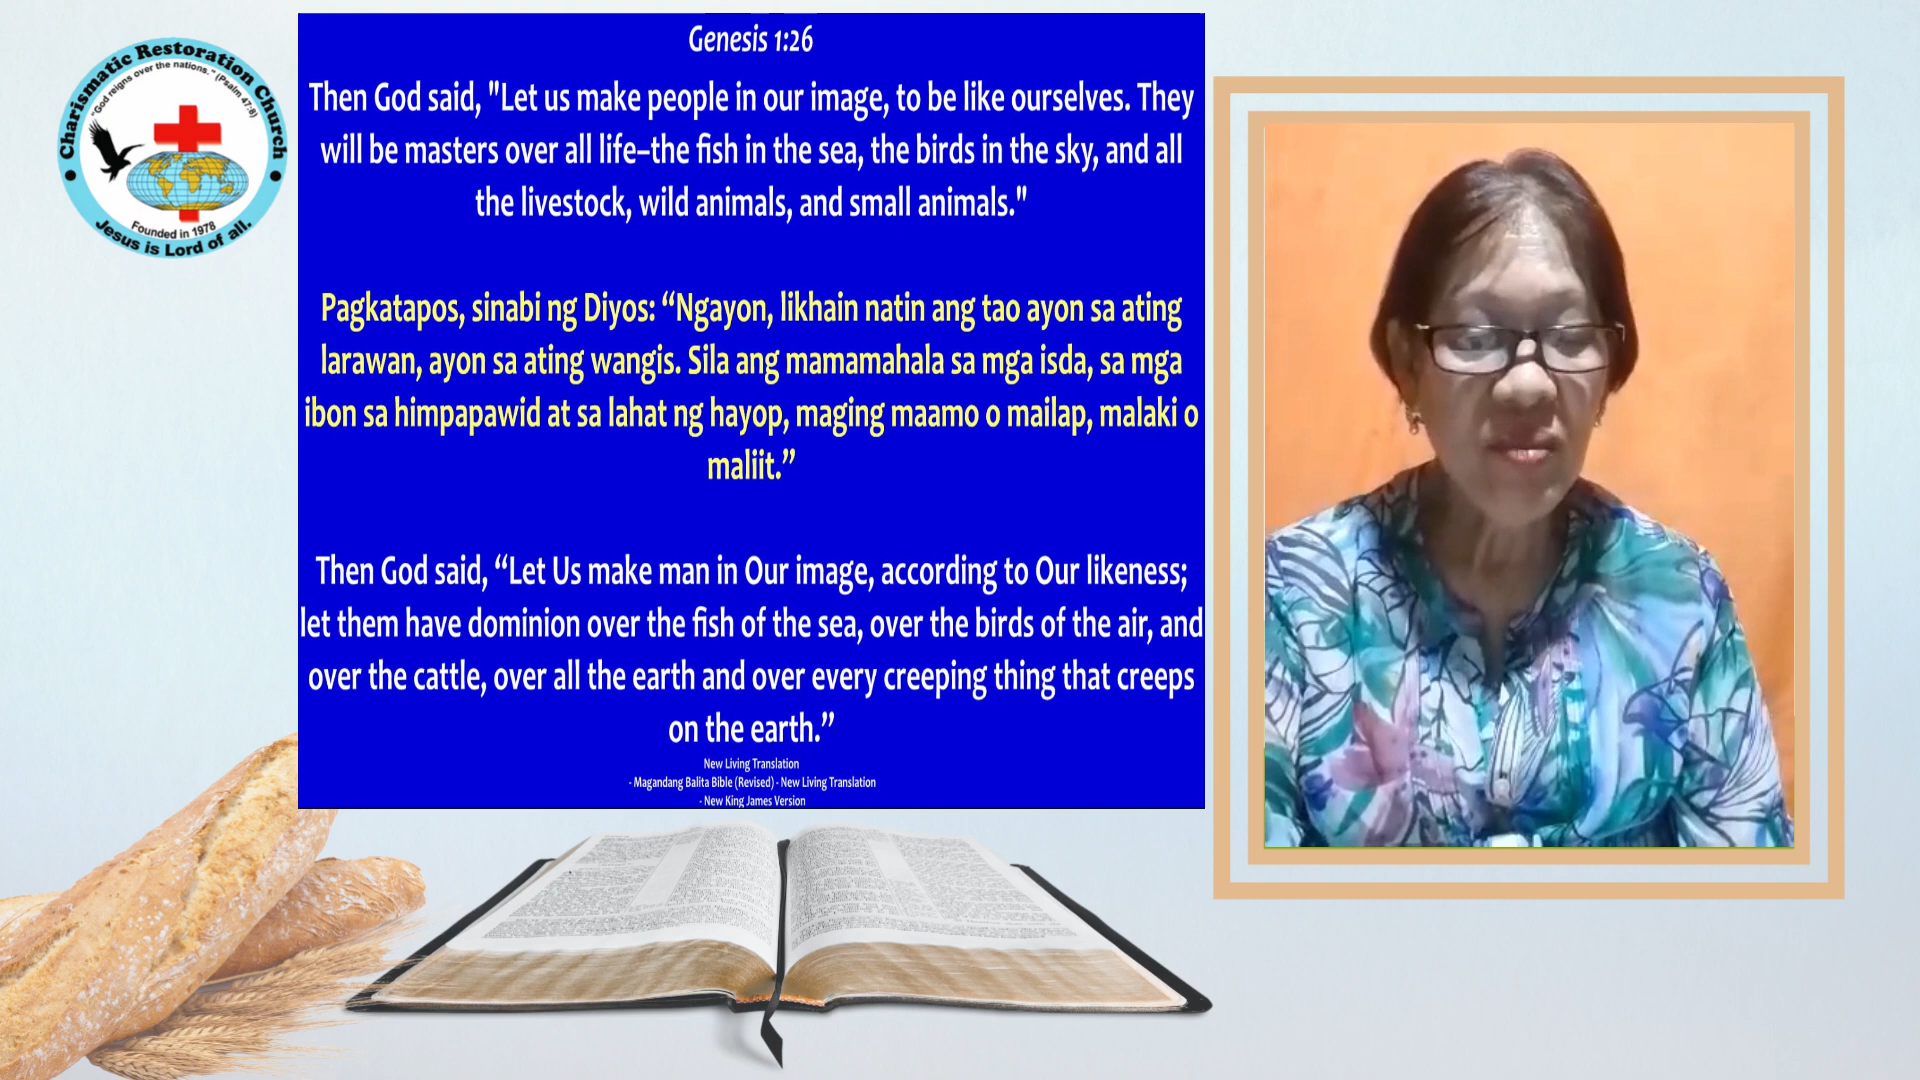 Charismatic Restoration Church
"God reigns over the nations." (Psalm 47:8)
Founded in 1978
Jesus is Lord of all.
Genesis 1:26
Then God said, "Let us make people in our image, to be like ourselves. They
will be masters over all life–the fish in the sea, the birds in the sky, and all
the livestock, wild animals, and small animals."
Pagkatapos, sinabi ng Diyos: “Ngayon, likhain natin ang tao ayon sa ating
larawan, ayon sa ating wangis. Sila ang mamamahala sa mga isda, sa mga
ibon sa himpapawid at sa lahat ng hayop, maging maamo o mailap, malaki o
maliit.”
Then God said, “Let Us make man in Our image, according to Our likeness;
let them have dominion over the fish of the sea, over the birds of the air, and
over the cattle, over all the earth and over every creeping thing that creeps
on the earth.”
New Living Translation
- Magandang Balita Bible (Revised) - New Living Translation
- New King James Version